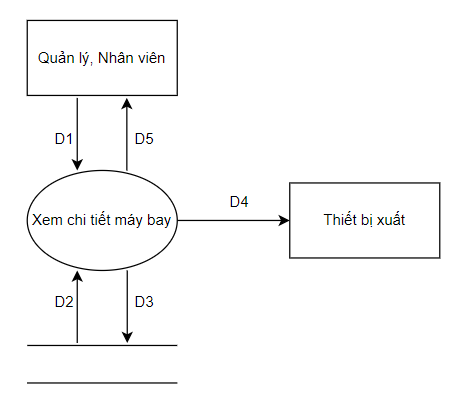 Quản lý, Nhân viên
D1
D5
Xem chi tiết máy bay
D4
Thiết bị xuất
D2
D3